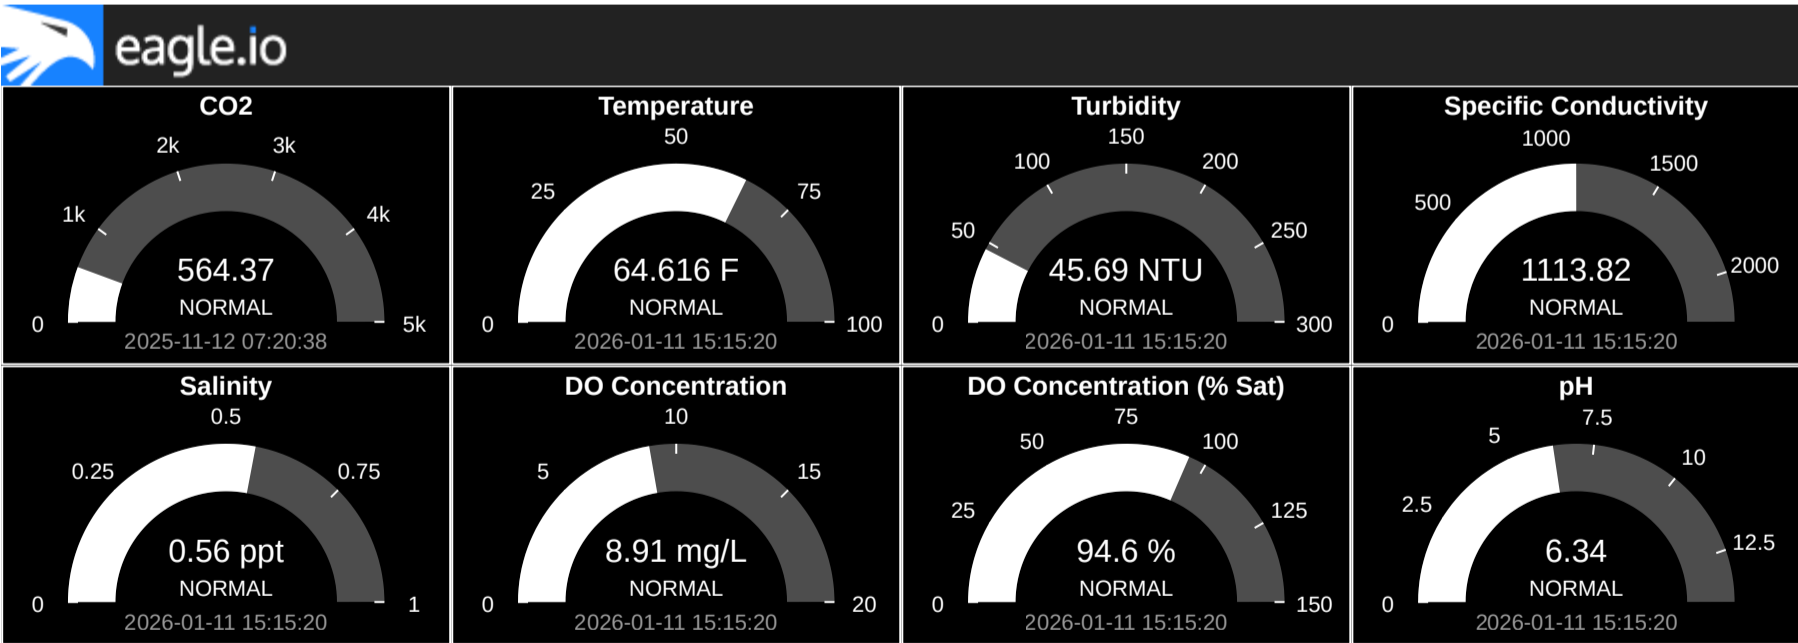 eagle.io
CO2
2k 3k
1k 4k
564.37
NORMAL
0 5k
2025-11-12 07:20:38
Temperature
50
25 75
64.616 F
NORMAL
0 100
2026-01-11 15:15:20
Turbidity
150
100 200
50 250
45.69 NTU
NORMAL
0 300
2026-01-11 15:15:20
Specific Conductivity
1000
1500
500
2000
1113.82
NORMAL
0
2026-01-11 15:15:20
Salinity
0.5
0.25 0.75
0.56 ppt
NORMAL
0 1
2026-01-11 15:15:20
DO Concentration
10
5 15
8.91 mg/L
NORMAL
0 20
2026-01-11 15:15:20
DO Concentration (% Sat)
75
50 100
25 125
94.6 %
NORMAL
0 150
2026-01-11 15:15:20
pH
7.5
5
10
2.5
12.5
6.34
NORMAL
0
2026-01-11 15:15:20